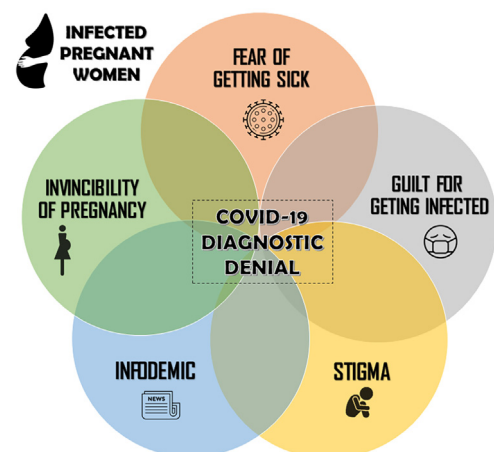 INFECTED
PREGNANT
WOMEN
FEAR OF
GETTING SICK
INVINCIBILITY
OF PREGNANCY
GUILT FOR
GETING INFECTED
COVID-19
DIAGNOSTIC
DENIAL
INFODEMIC
NEWS
STIGMA